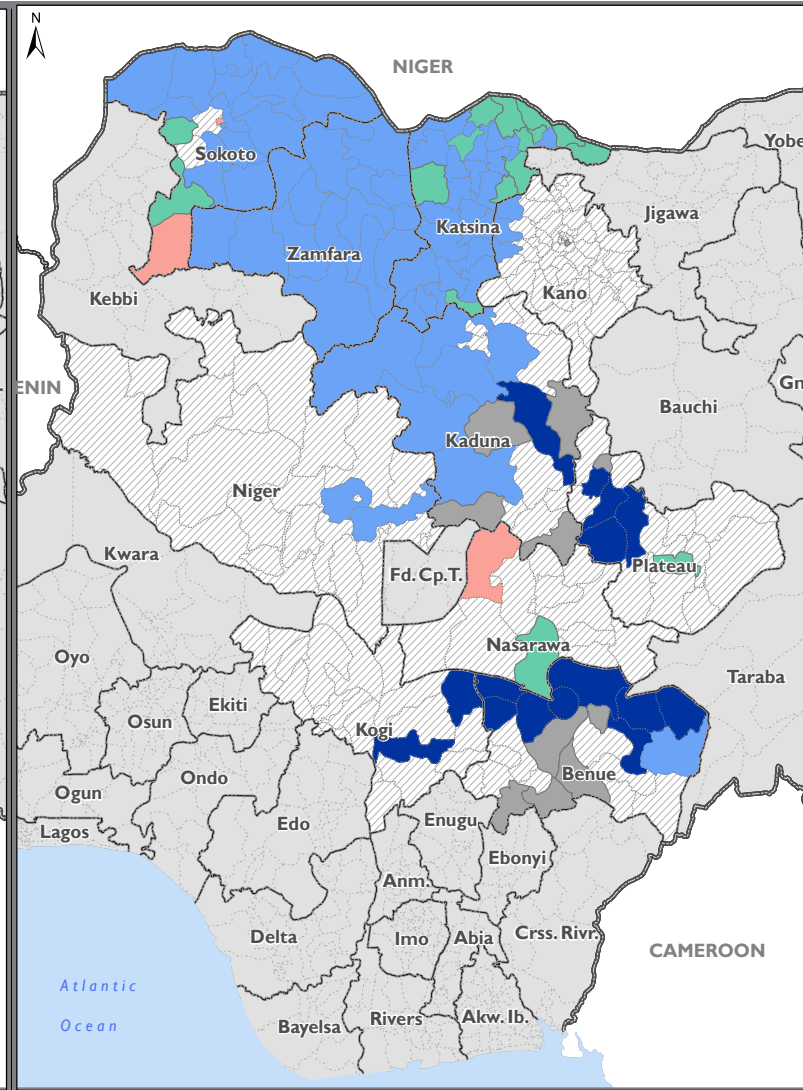 N
NIGER
Yobe
Sokoto
Jigawa
Katsina
Zamfara
Kano
Kebbi
ENIN
Gn
Bauchi
Kaduna
Niger
Kwara
Plateau
Fd. Cp. T.
Nasarawa
Oyo
Taraba
Ekiti
Osun
Kogi
Benue
Ondo
Ogun
Enugu
Edo
Lagos
Ebonyi
Anm.
Crss. Rivr.
Delta
Imo
Abia
CAMEROON
Atlantic
Ocean
Rivers
Akw. Ib.
Bayelsa